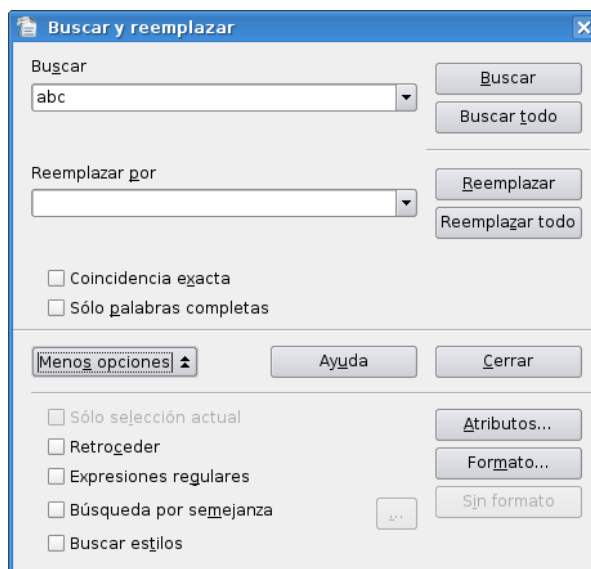 Buscar y reemplazar
Buscar
abc
Buscar
Buscar todo
Reemplazar por
Reemplazar
Reemplazar todo
Coincidencia exacta
Sólo palabras completas
Menos opciones
Ayuda
Cerrar
Sólo selección actual
Retroceder
Expresiones regulares
Búsqueda por semejanza
...
Buscar estilos
Atributos...
Formato...
Sin formato